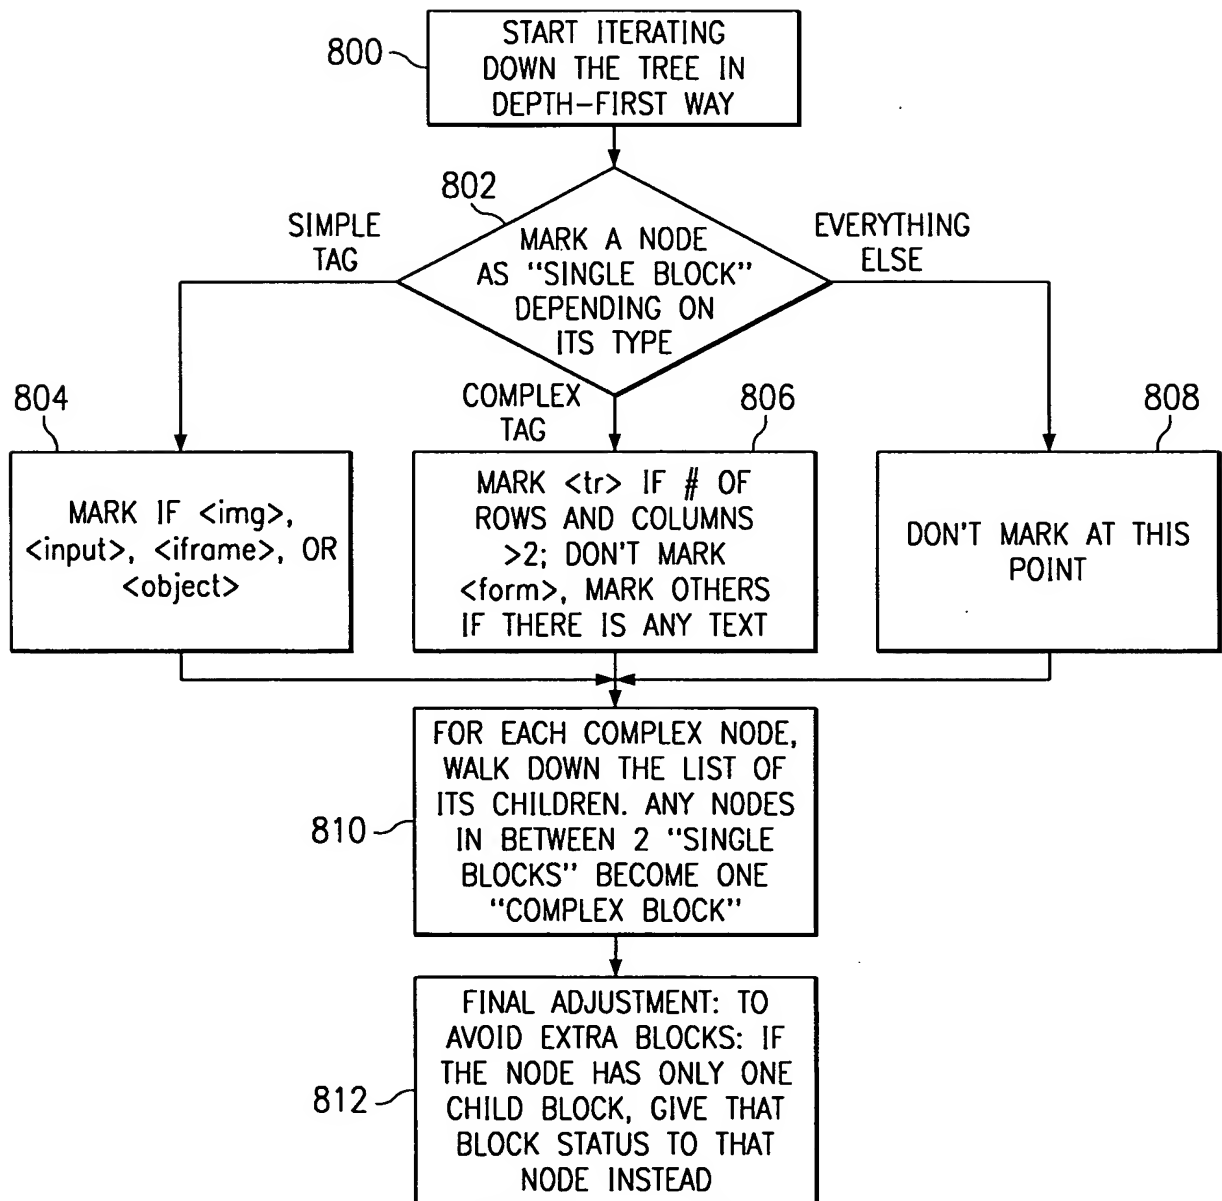 800
START ITERATING
DOWN THE TREE IN
DEPTH-FIRST WAY
802
SIMPLE
TAG
MARK A NODE
AS "SINGLE BLOCK"
DEPENDING ON
ITS TYPE
EVERYTHING
ELSE
COMPLEX
TAG
804
MARK IF <img>,
<input>, <iframe>, OR
<object>
806
MARK <tr> IF # OF
ROWS AND COLUMNS
>2; DON'T MARK
<form>, MARK OTHERS
IF THERE IS ANY TEXT
808
DON'T MARK AT THIS
POINT
810
FOR EACH COMPLEX NODE,
WALK DOWN THE LIST OF
ITS CHILDREN. ANY NODES
IN BETWEEN 2 "SINGLE
BLOCKS" BECOME ONE
"COMPLEX BLOCK"
812
FINAL ADJUSTMENT: TO
AVOID EXTRA BLOCKS: IF
THE NODE HAS ONLY ONE
CHILD BLOCK, GIVE THAT
BLOCK STATUS TO THAT
NODE INSTEAD